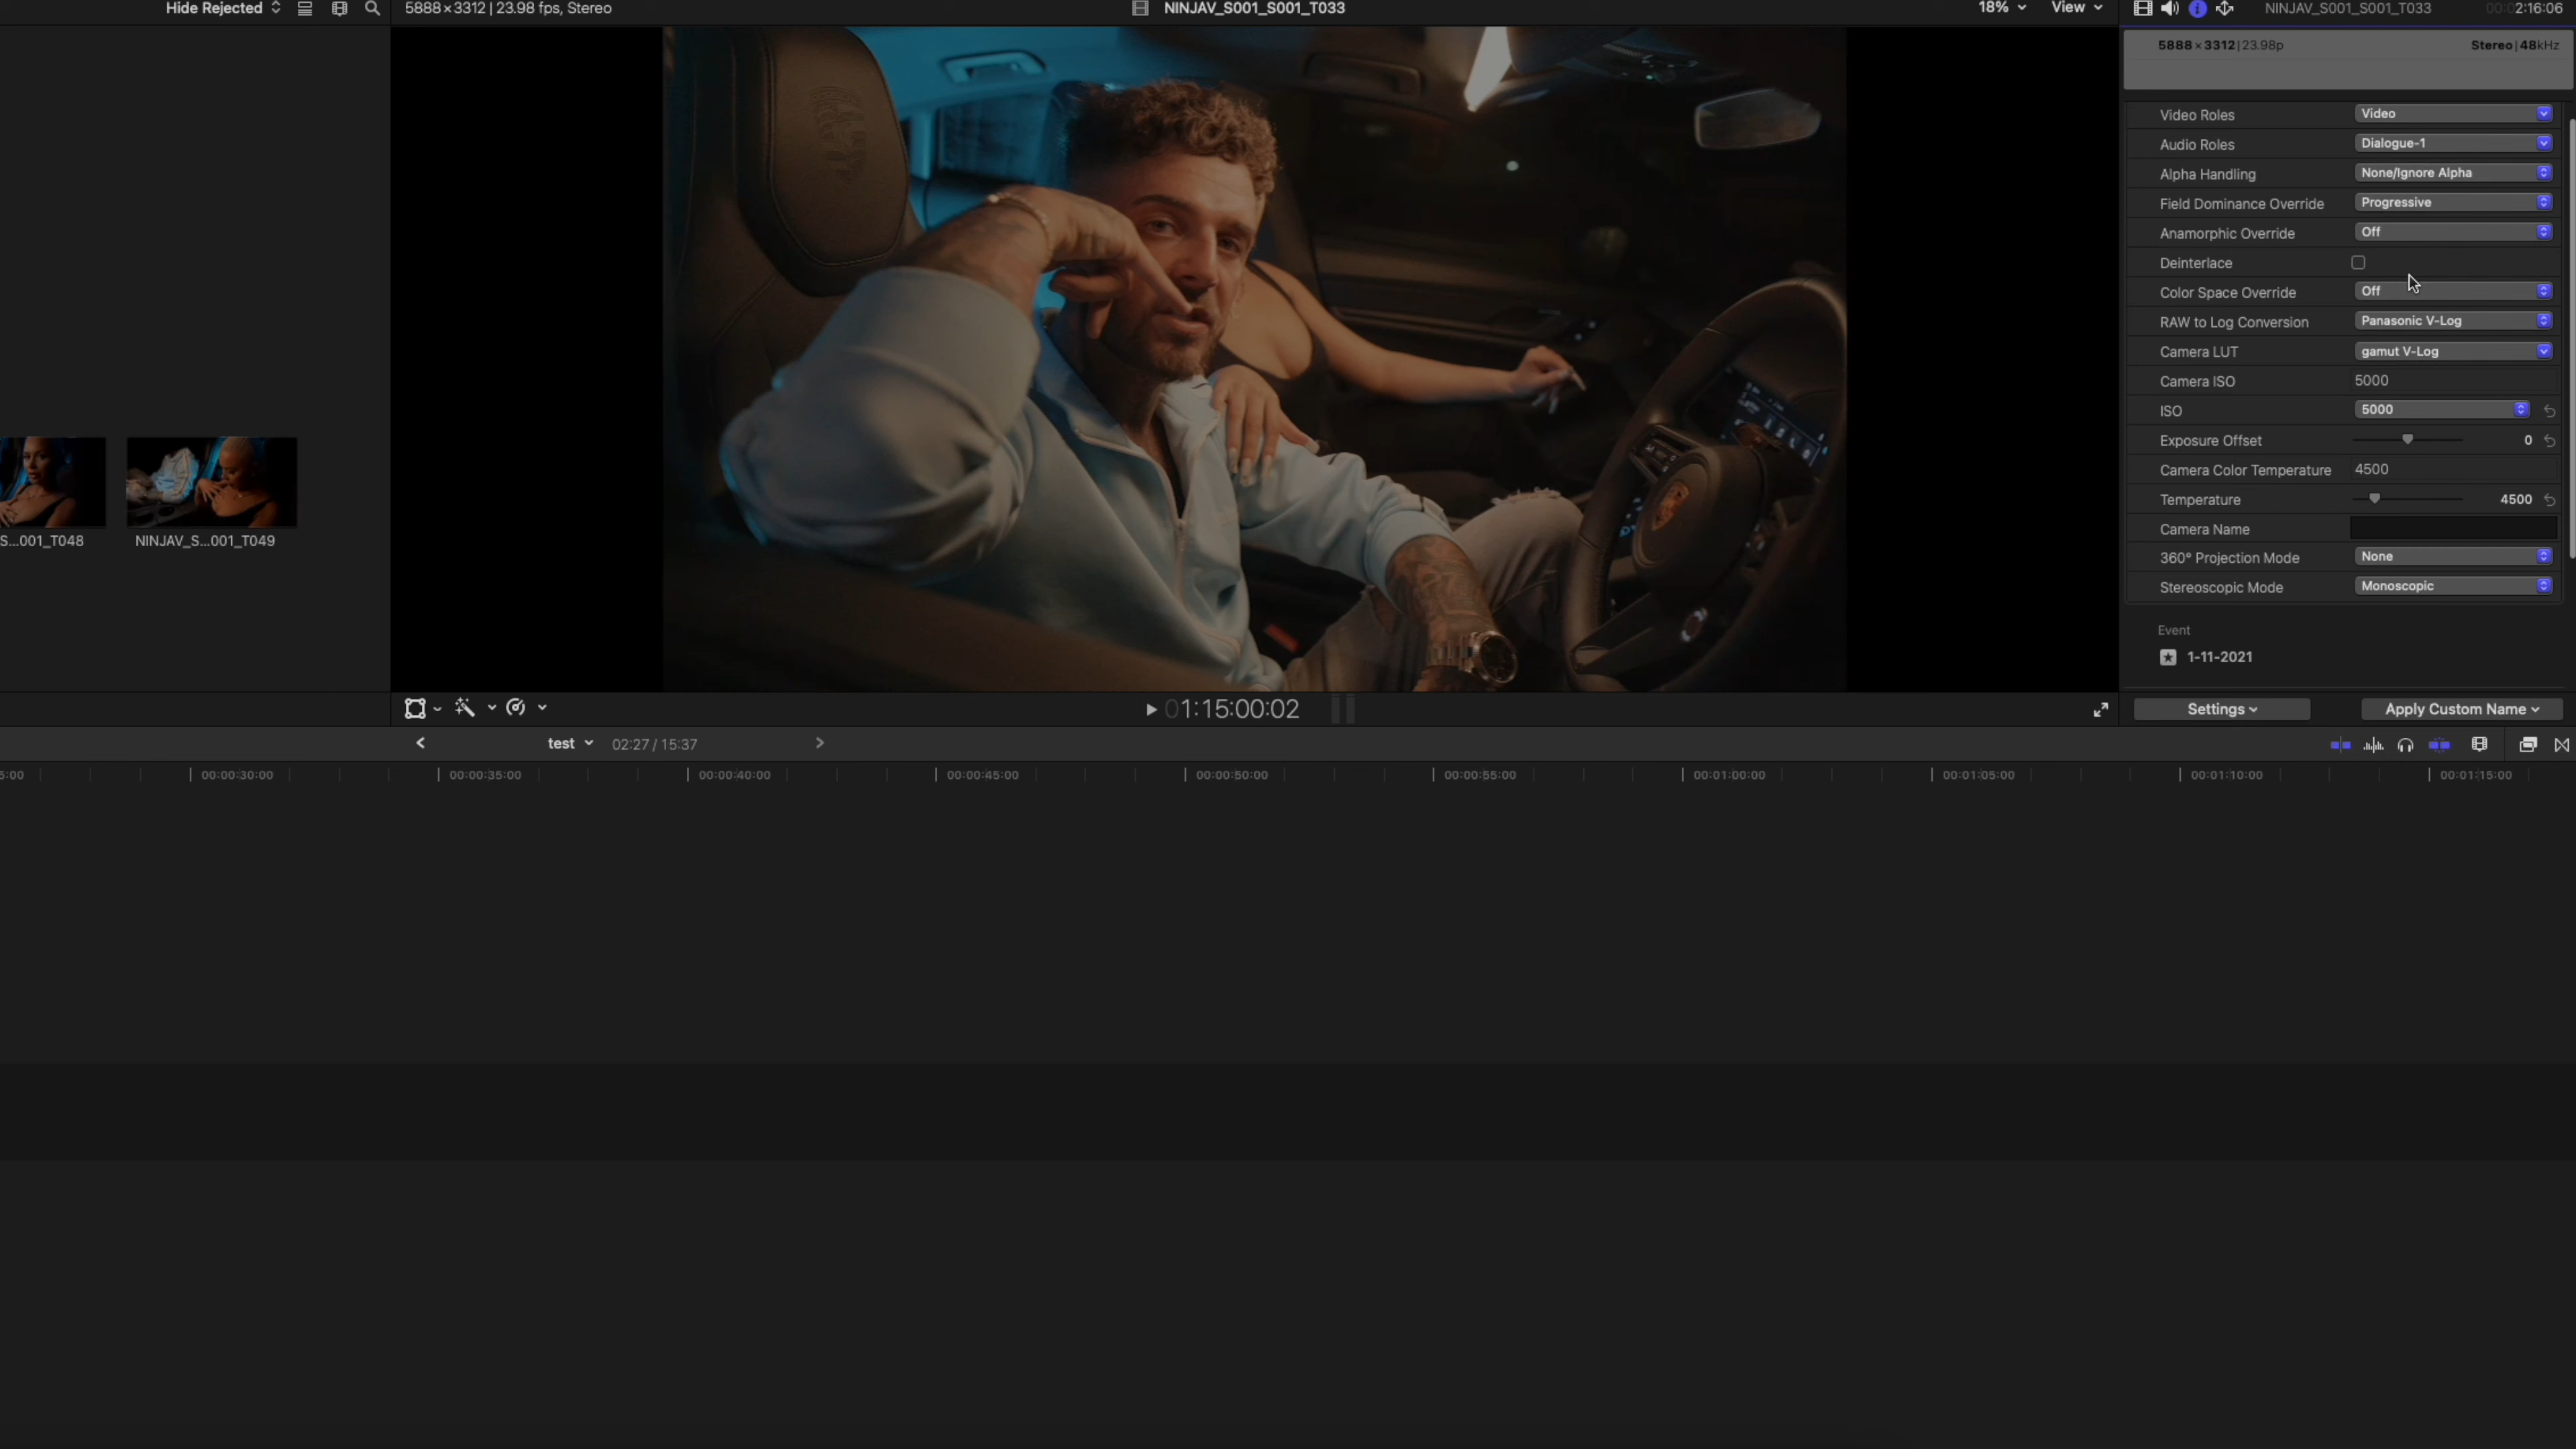 Hide Rejected
5888×3312 | 23.98 fps, Stereo
NINJAV_S001_S001_T033
18%
View
NINJAV_S001_S001_T033
00:02:16:06
5888×3312|23.98p
Stereo|48kHz
Video Roles
Video
Audio Roles
Dialogue-1
Alpha Handling
None/Ignore Alpha
Field Dominance Override
Progressive
Anamorphic Override
Off
Deinterlace
Color Space Override
Off
RAW to Log Conversion
Panasonic V-Log
Camera LUT
gamut V-Log
Camera ISO
5000
ISO
5000
Exposure Offset
0
Camera Color Temperature
4500
Temperature
4500
Camera Name
360° Projection Mode
None
Stereoscopic Mode
Monoscopic
Event
1-11-2021
S...001_T048
NINJAV_S...001_T049
01:15:00:02
Settings
Apply Custom Name
test
02:27 / 15:37
5:00
00:00:30:00
00:00:35:00
00:00:40:00
00:00:45:00
00:00:50:00
00:00:55:00
00:01:00:00
00:01:05:00
00:01:10:00
00:01:15:00